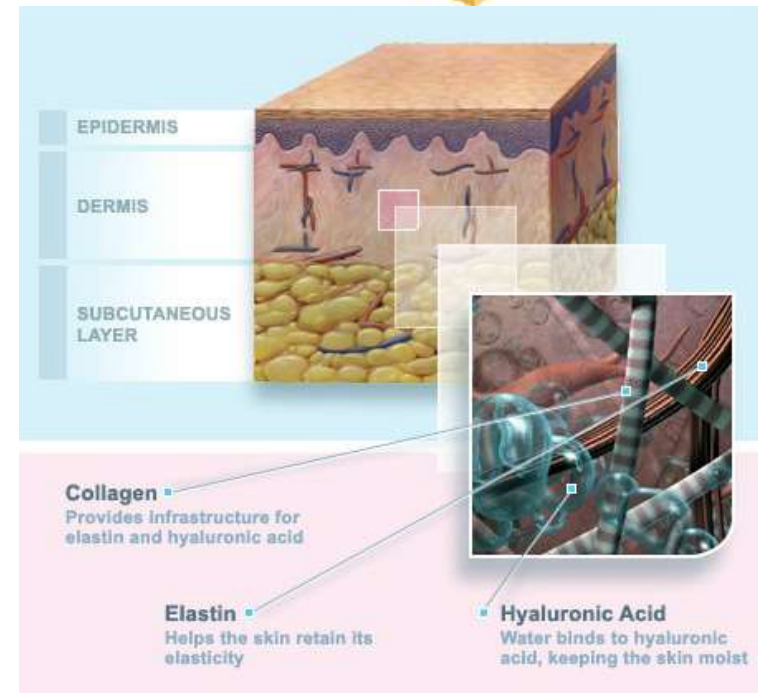 EPIDERMIS
DERMIS
SUBCUTANEOUS
LAYER
Collagen
Provides infrastructure for
elastin and hyaluronic acid
Elastin
Helps the skin retain its
elasticity
Hyaluronic Acid
Water binds to hyaluronic
acid, keeping the skin moist